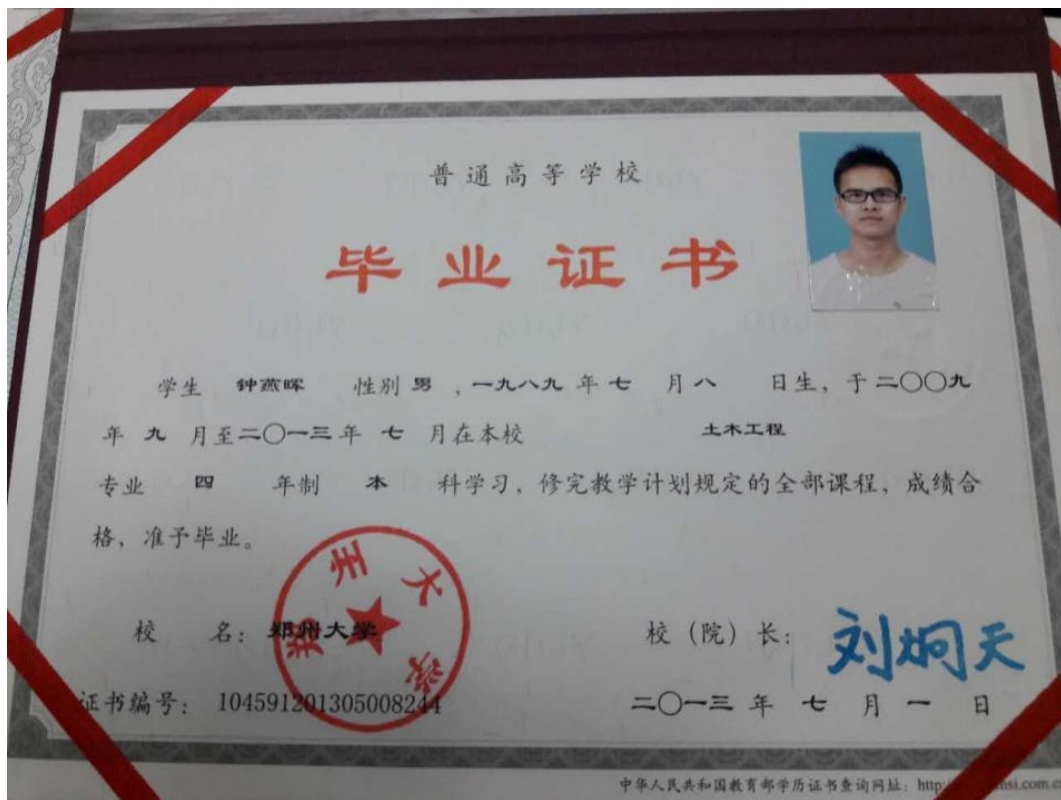 普通高等学校
毕业证书
学生 钟燕晖 性别 男 ,一九八九 年 七 月 八 日生，于二〇〇九
年 九 月至二〇一三年 七 月在本校 土木工程
专业 四 年制 本 科学习，修完教学计划规定的全部课程，成绩合
格，准予毕业。
郑州大学
校 名: 郑州大学 校（院）长: 刘炯天
证书编号: 104591201305008244 二〇一三 年 七 月 一 日
中华人民共和国教育部学历证书查询网址: http: